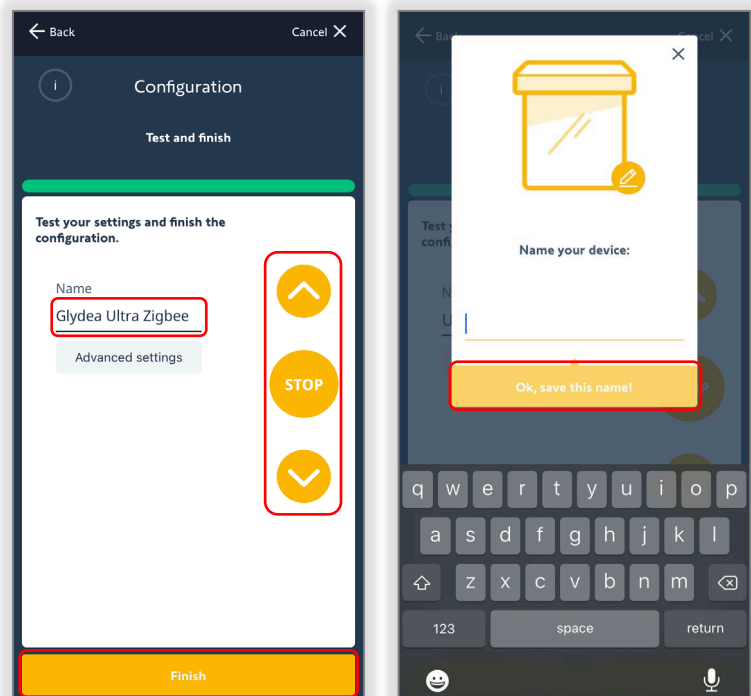 Back
Cancel
i
Configuration
Test and finish
Test your settings and finish the
configuration.
Name
Glydea Ultra Zigbee
Advanced settings
STOP
Finish
Name your device:
Ok, save this name!
q w e r t y u i o p
a s d f g h j k l
z x c v b n m
123 space return